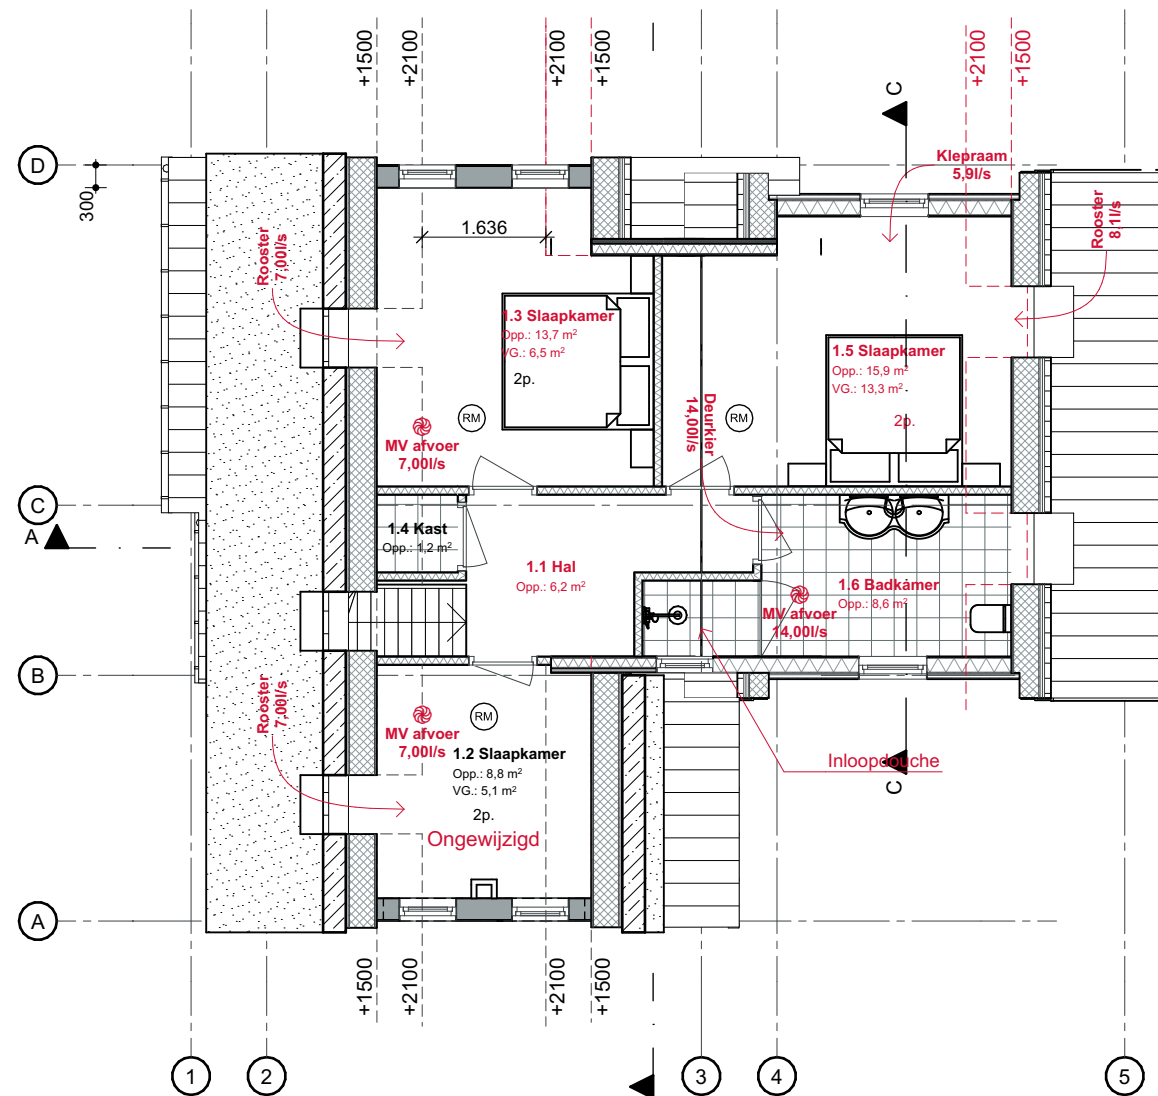 +1500
+2100
+2100
+1500
+2100
+1500
C
D
300
Klepraam
5,9l/s
Rooster
8,1l/s
1.636
Rooster
7,00l/s
1.3 Slaapkamer
Opp.: 13,7 m²
VG.: 6,5 m²
2p.
1.5 Slaapkamer
Opp.: 15,9 m²
VG.: 13,3 m²
2p.
RM
RM
Deurkier
14,00l/s
MV afvoer
7,00l/s
C
A
1.4 Kast
Opp.: 1,2 m²
1.1 Hal
Opp.: 6,2 m²
1.6 Badkamer
Opp.: 8,6 m²
MV afvoer
14,00l/s
B
Rooster
7,00l/s
MV afvoer
7,00l/s
RM
1.2 Slaapkamer
Opp.: 8,8 m²
VG.: 5,1 m²
2p.
Ongewijzigd
Inloopdouche
C
A
+1500
+2100
+2100
+1500
1
2
3
4
5